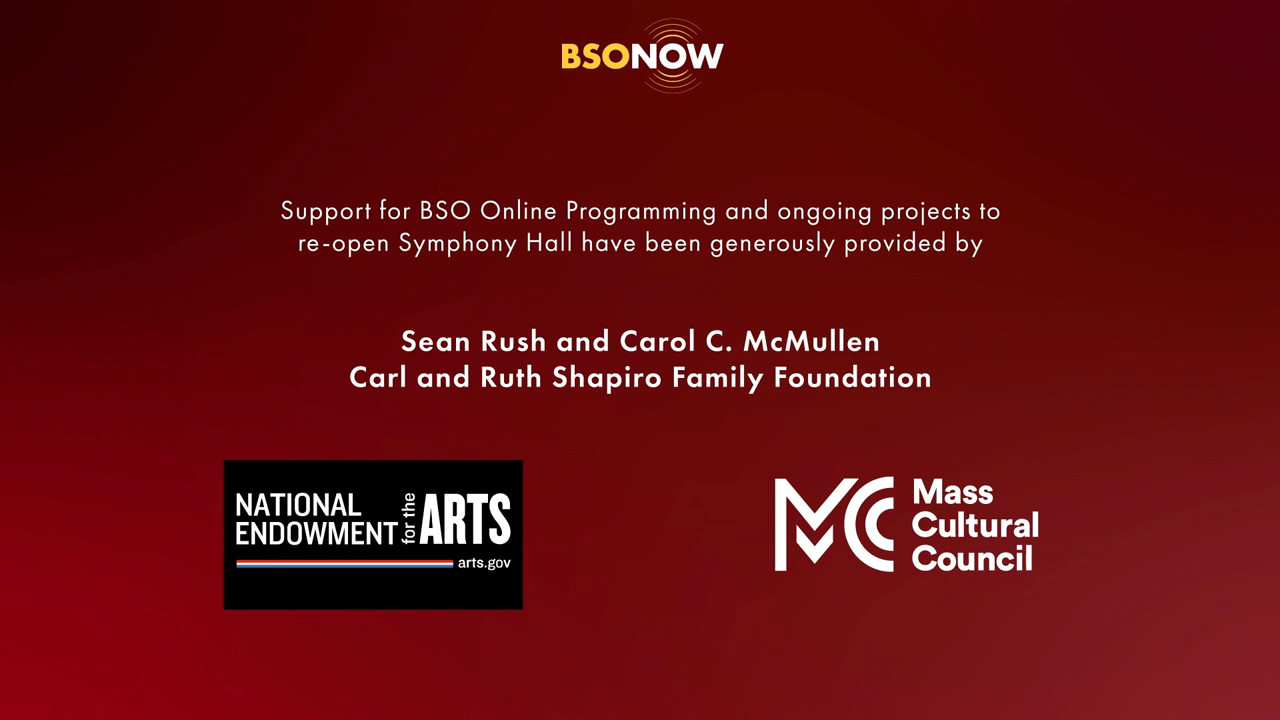 BSONOW
Support for BSO Online Programming and ongoing projects to
re-open Symphony Hall have been generously provided by
Sean Rush and Carol C. McMullen
Carl and Ruth Shapiro Family Foundation
NATIONAL
ENDOWMENT
for the
ARTS
arts.gov
MCC
Mass
Cultural
Council